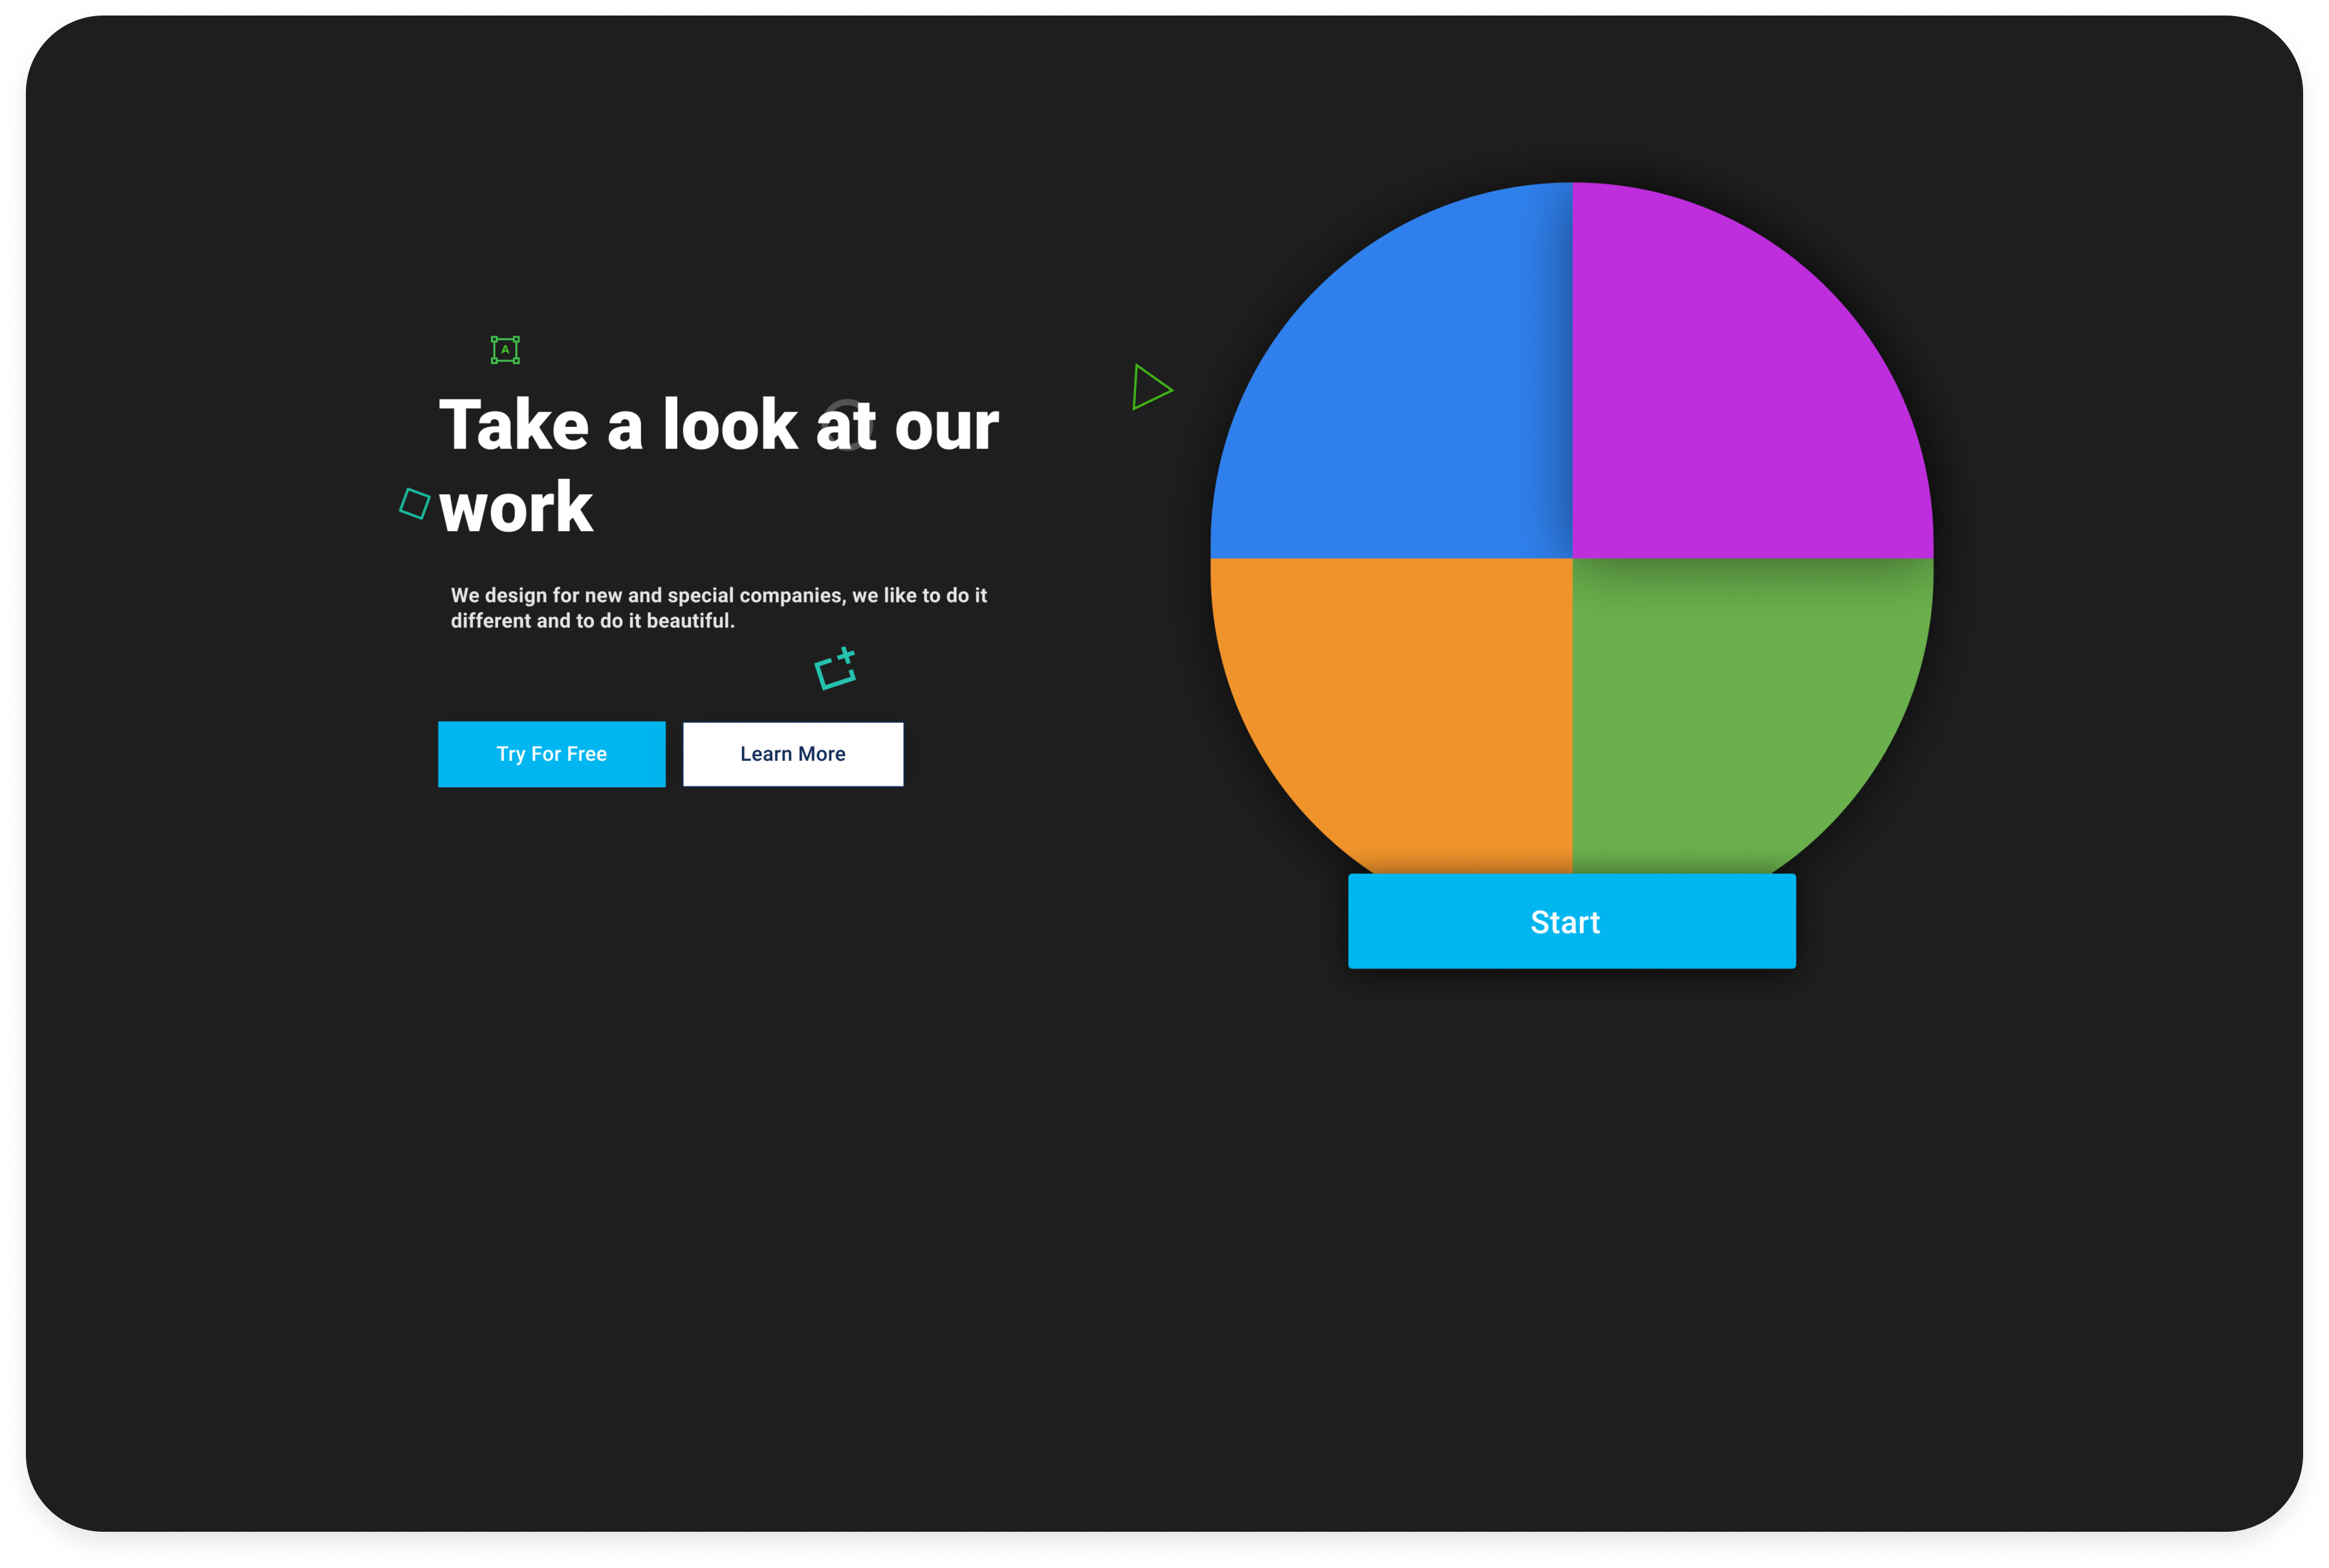 A
Take a look at our
work
We design for new and special companies, we like to do it
different and to do it beautiful.
Try For Free
Learn More
Start